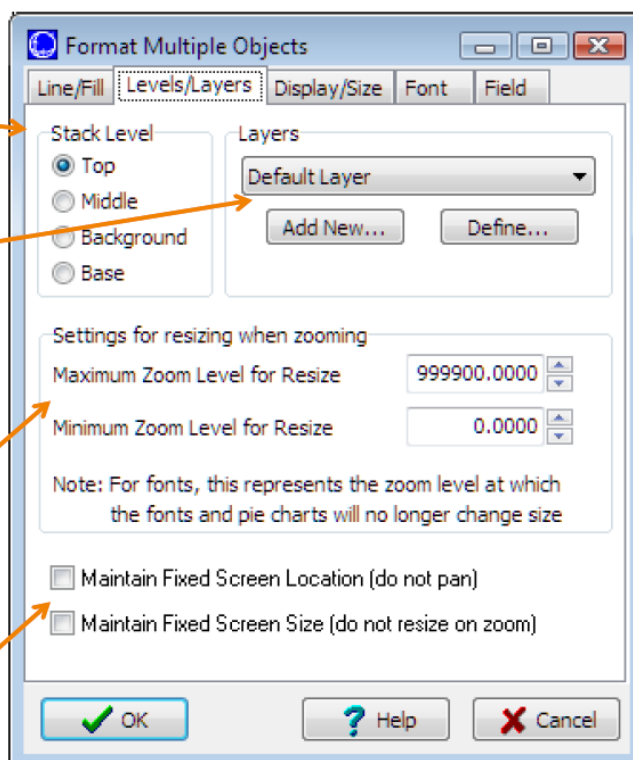 Format Multiple Objects
Line/Fill Levels/Layers Display/Size Font Field
Stack Level
Top
Middle
Background
Base
Layers
Default Layer
Add New... Define...
Settings for resizing when zooming
Maximum Zoom Level for Resize 999900.0000
Minimum Zoom Level for Resize 0.0000
Note: For fonts, this represents the zoom level at which
the fonts and pie charts will no longer change size
Maintain Fixed Screen Location (do not pan)
Maintain Fixed Screen Size (do not resize on zoom)
OK ? Help Cancel